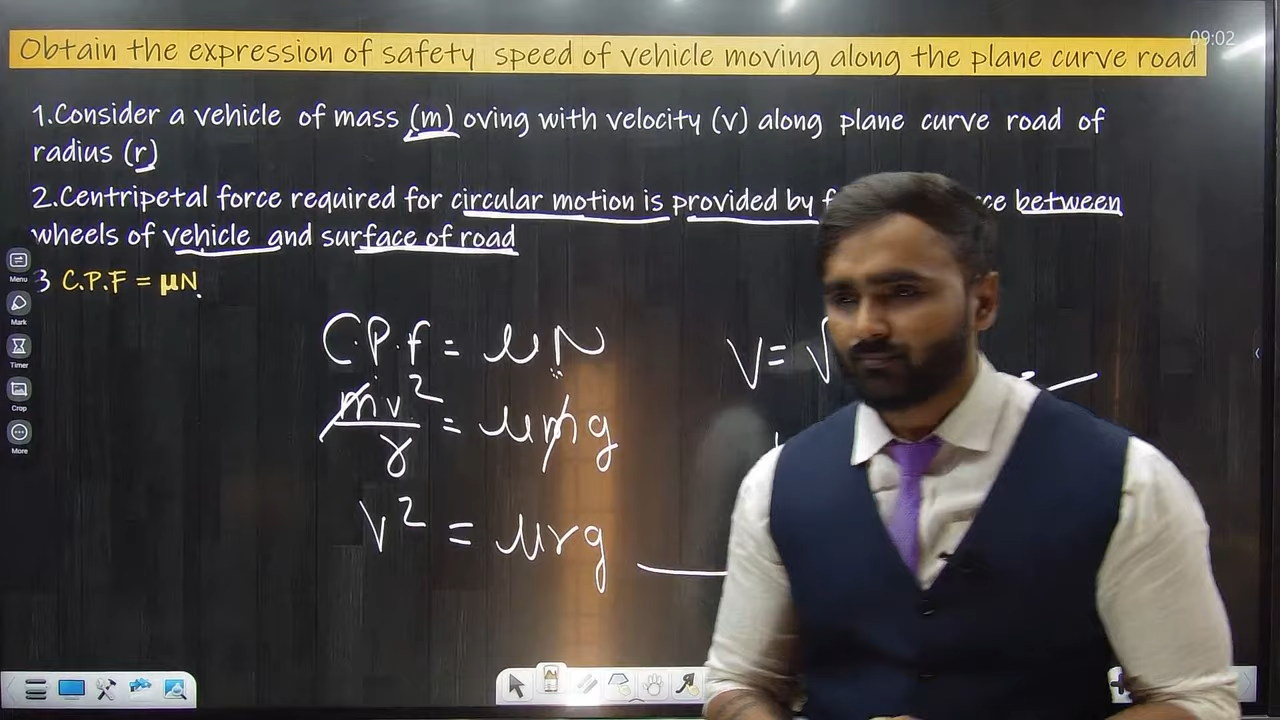 09:02
Obtain the expression of safety speed of vehicle moving along the plane curve road
1.Consider a vehicle of mass (m) oving with velocity (v) along plane curve road of
radius (r)
2.Centripetal force required for circular motion is provided by between
wheels of vehicle and surface of road
3 C.P.F = μN
C.P.f = μN
mv²/r = μmg
v² = μrg
V= √
Menu
Mark
Timer
Crop
More